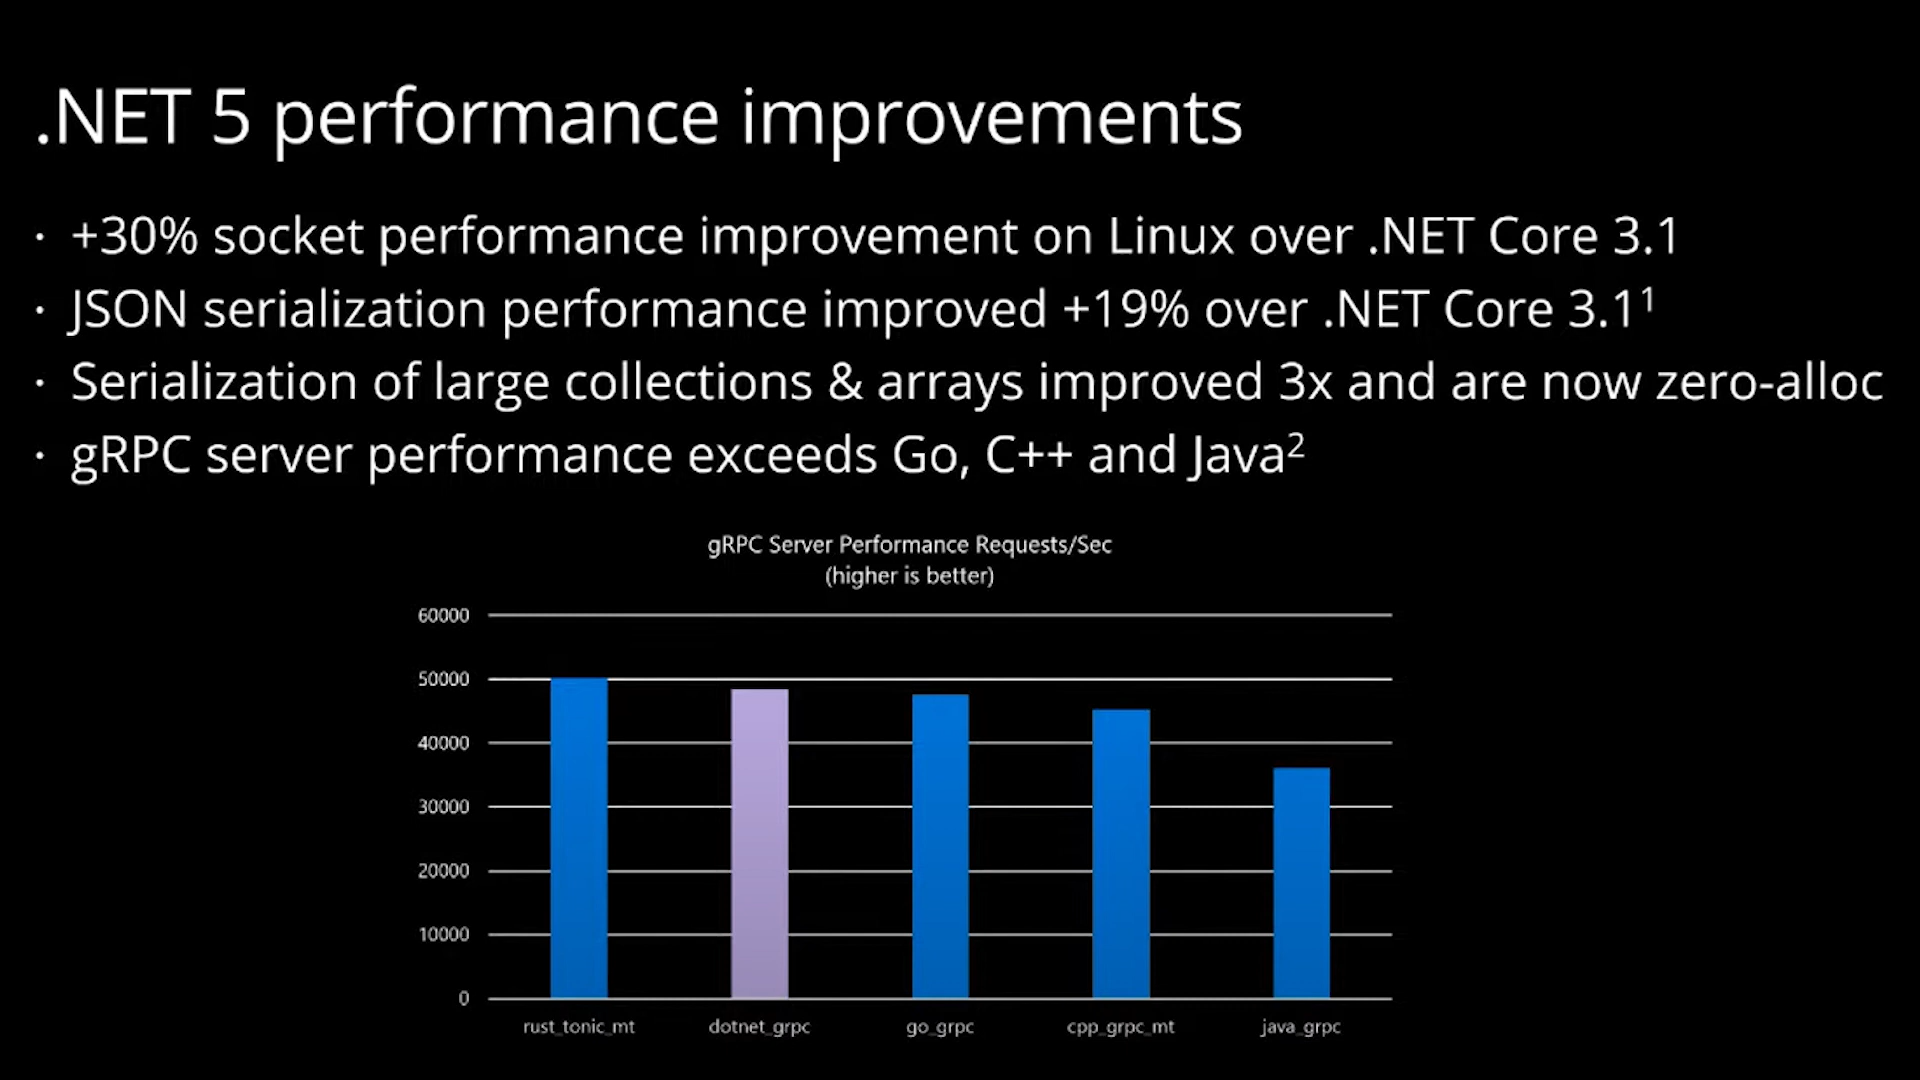 .NET 5 performance improvements
· +30% socket performance improvement on Linux over .NET Core 3.1
· JSON serialization performance improved +19% over .NET Core 3.1¹
· Serialization of large collections & arrays improved 3x and are now zero-alloc
· gRPC server performance exceeds Go, C++ and Java²
gRPC Server Performance Requests/Sec
(higher is better)
60000
50000
40000
30000
20000
10000
0
rust_tonic_mt dotnet_grpc go_grpc cpp_grpc_mt java_grpc